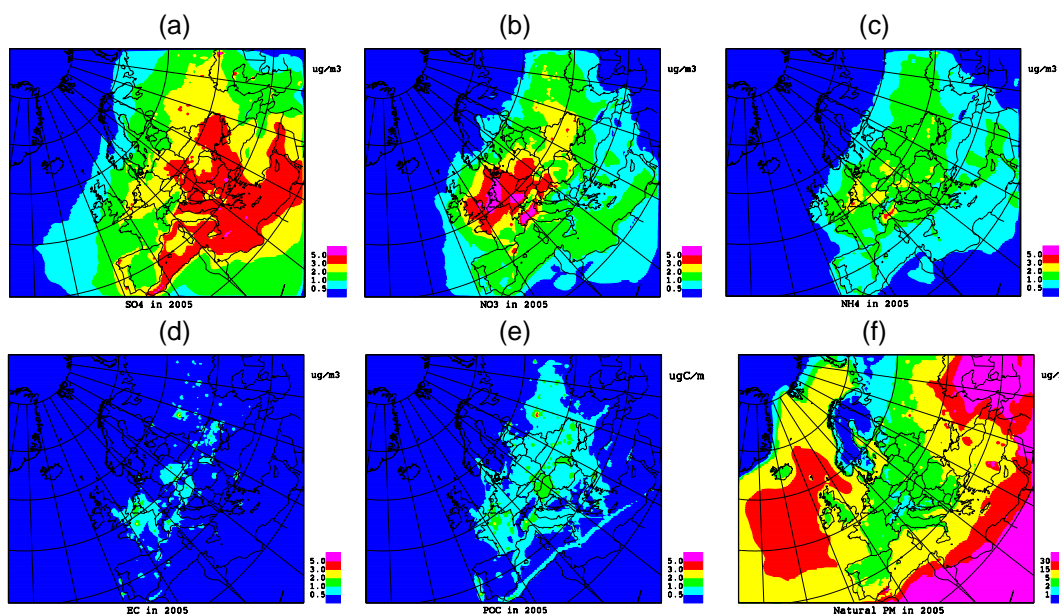 (a) (b) (c)
ug/m3 ug/m3 ug/m3
5.0 5.0 5.0
3.0 3.0 3.0
2.0 2.0 2.0
1.0 1.0 1.0
0.5 0.5 0.5
SO4 in 2005 NO3 in 2005 NH4 in 2005
(d) (e) (f)
ug/m3 ugC/m ug/
5.0 5.0 30
3.0 3.0 15
2.0 2.0 5
1.0 1.0 2
0.5 0.5 1
EC in 2005 POC in 2005 Natural PM in 2005